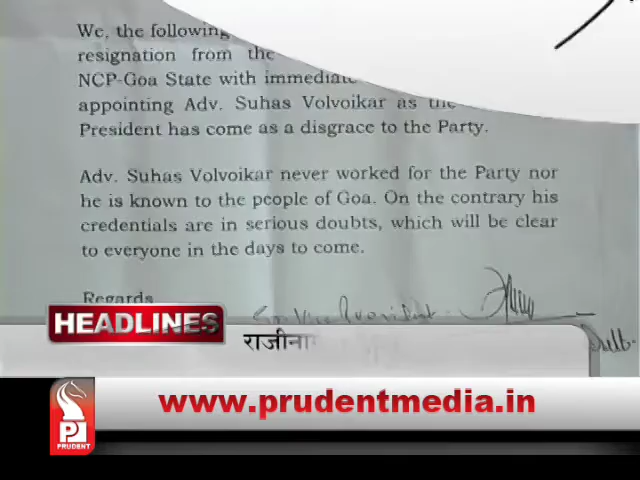 We, the following
resignation from the
NCP-Goa State with immediate
appointing Adv. Suhas Volvoikar as the
President has come as a disgrace to the Party.
Adv. Suhas Volvoikar never worked for the Party nor
he is known to the people of Goa. On the contrary his
credentials are in serious doubts, which will be clear
to everyone in the days to come.
Regards
Vice President
HEADLINES
www.prudentmedia.in
PRUDENT